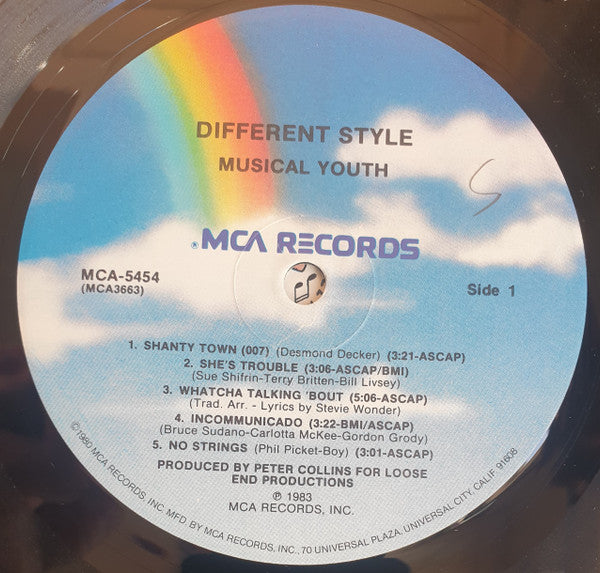 DIFFERENT STYLE
MUSICAL YOUTH
®MCA RECORDS
MCA-5454
(MCA3663)
Side 1
1. SHANTY TOWN (007) (Desmond Decker) (3:21-ASCAP)
2. SHE'S TROUBLE (3:06-ASCAP/BMI)
(Sue Shifrin-Terry Britten-Bill Livsey)
3. WHATCHA TALKING 'BOUT (5:06-ASCAP)
(Trad. Arr. - Lyrics by Stevie Wonder)
4. INCOMMUNICADO (3:22-BMI/ASCAP)
(Bruce Sudano-Carlotta McKee-Gordon Grody)
5. NO STRINGS (Phil Picket-Boy) (3:01-ASCAP)
PRODUCED BY PETER COLLINS FOR LOOSE
END PRODUCTIONS
℗ 1983
MCA RECORDS, INC.
©1980 MCA RECORDS, INC. MFD. BY MCA RECORDS, INC., 70 UNIVERSAL PLAZA, UNIVERSAL CITY, CALIF. 91608